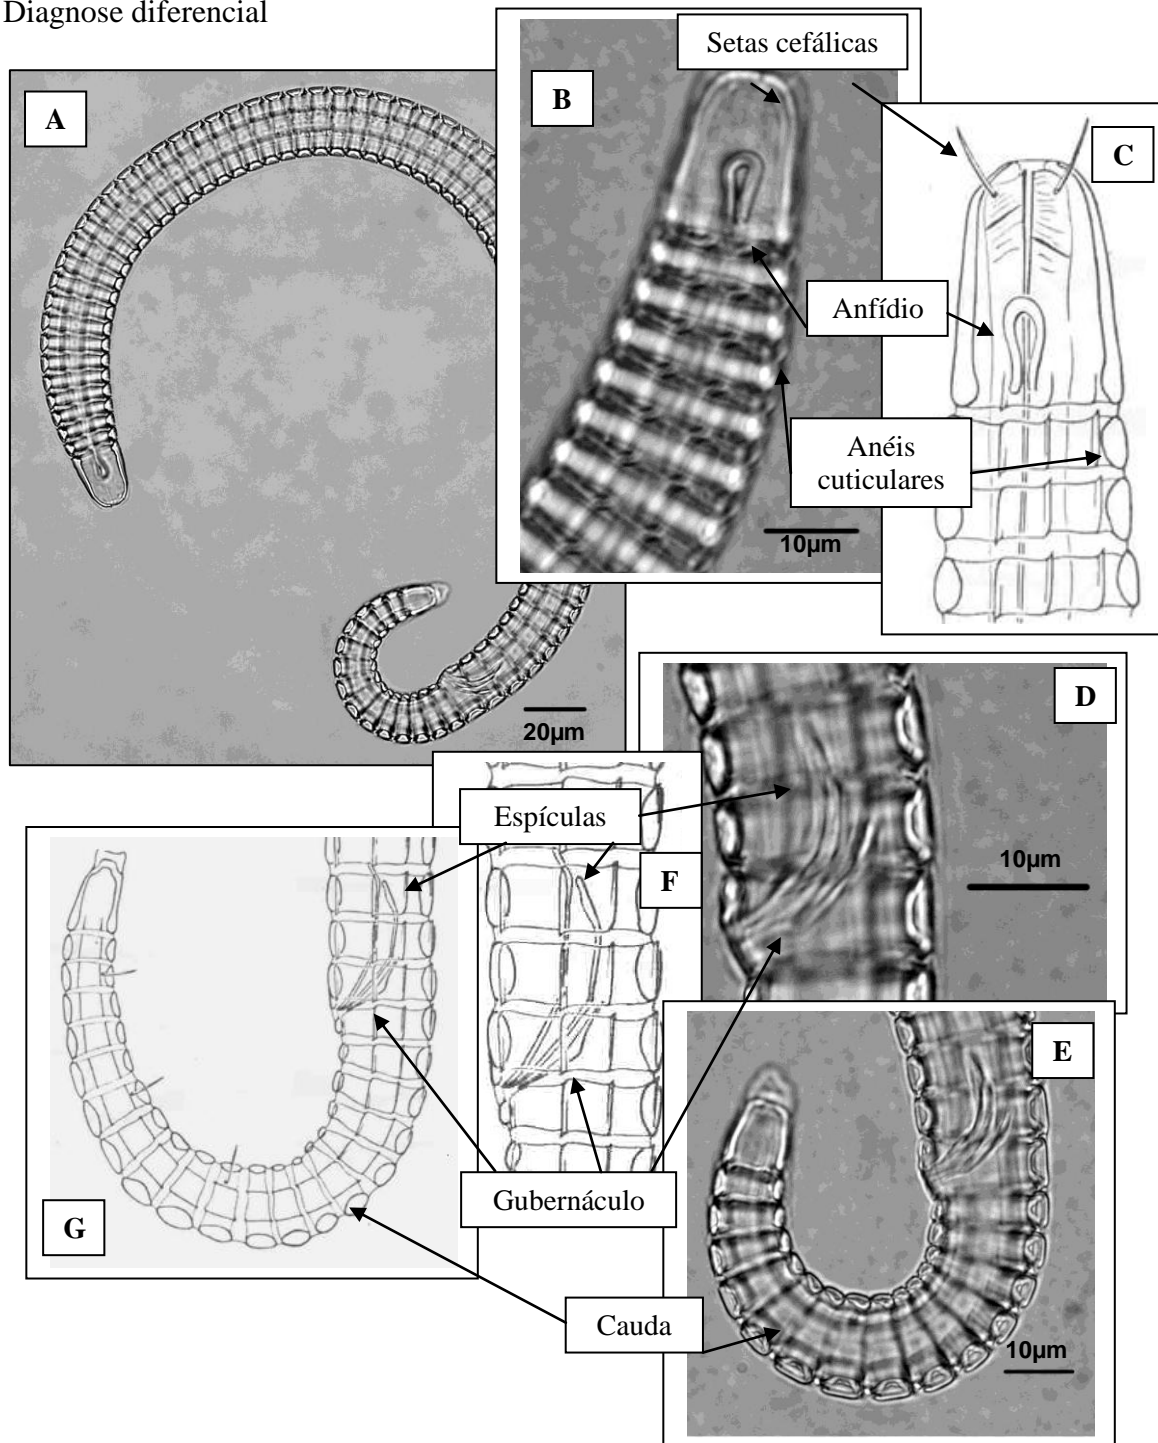 Diagnose diferencial
A
B
Setas cefálicas
C
Anfídio
Anéis
cuticulares
10µm
20µm
D
Espículas
10µm
F
E
Gubernáculo
G
Cauda
10µm